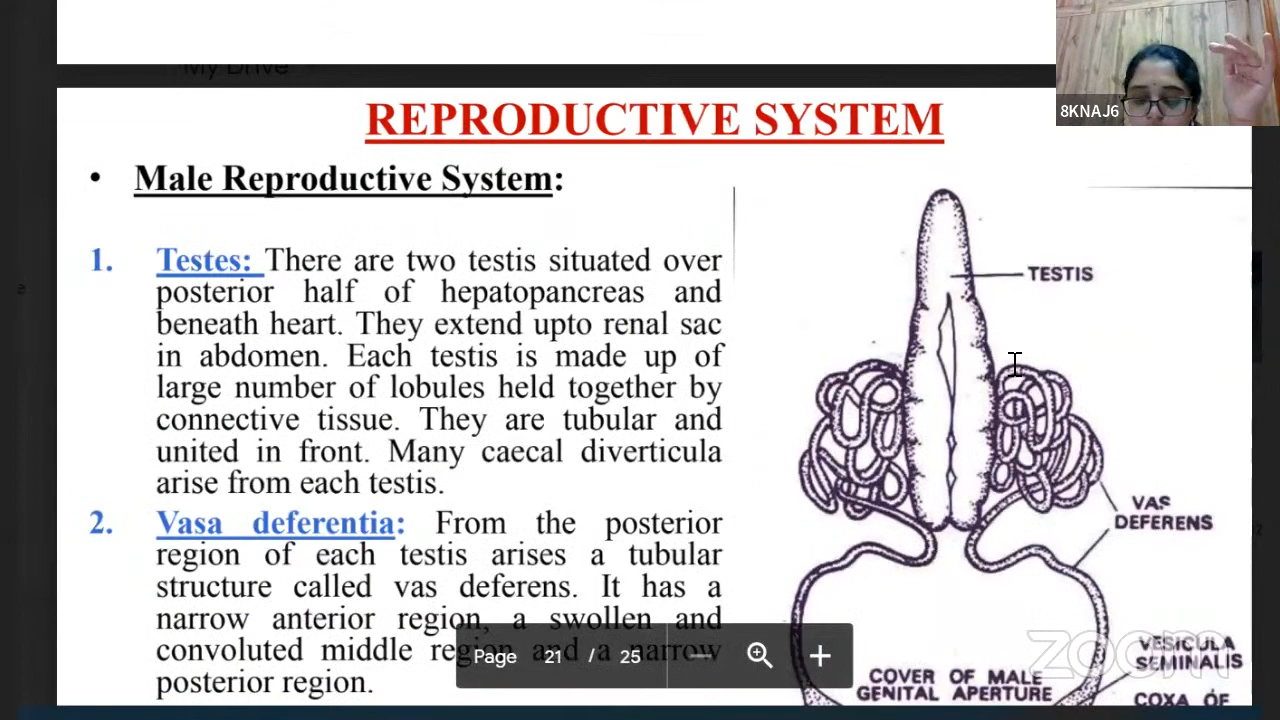 My Drive
8KNAJ6
REPRODUCTIVE SYSTEM
• Male Reproductive System:
1. Testes: There are two testis situated over
posterior half of hepatopancreas and
beneath heart. They extend upto renal sac
in abdomen. Each testis is made up of
large number of lobules held together by
connective tissue. They are tubular and
united in front. Many caecal diverticula
arise from each testis.
2. Vasa deferentia: From the posterior
region of each testis arises a tubular
structure called vas deferens. It has a
narrow anterior region, a swollen and
convoluted middle region and a narrow
posterior region.
TESTIS
VAS
DEFERENS
VESICULA
SEMINALIS
COVER OF MALE
GENITAL APERTURE
COXA OF
Page 21 / 25
zoom